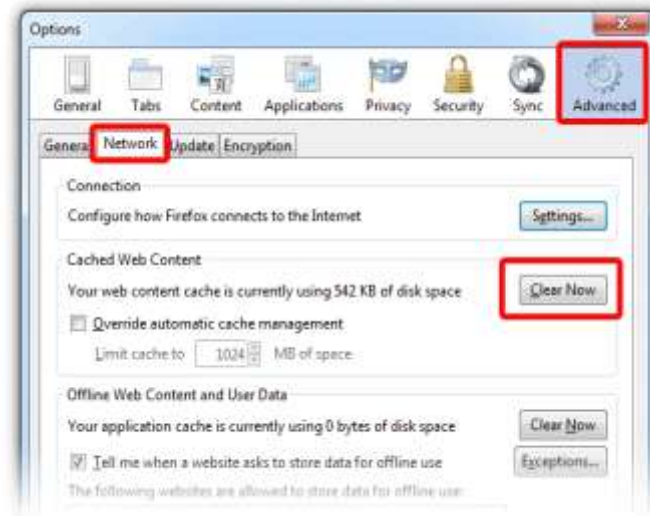 Options
General Tabs Content Applications Privacy Security Sync Advanced
General Network Update Encryption
Connection
Configure how Firefox connects to the Internet Settings...
Cached Web Content
Your web content cache is currently using 542 KB of disk space Clear Now
Override automatic cache management
Limit cache to 1024 MB of space
Offline Web Content and User Data
Your application cache is currently using 0 bytes of disk space Clear Now
Tell me when a website asks to store data for offline use Exceptions...
The following websites are allowed to store data for offline use: